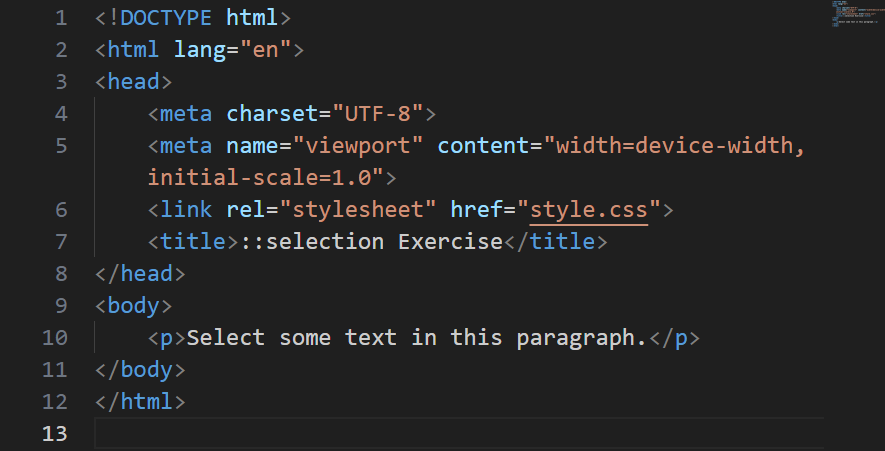 1 <!DOCTYPE html>
2 <html lang="en">
3 <head>
4     <meta charset="UTF-8">
5     <meta name="viewport" content="width=device-width,
    initial-scale=1.0">
6     <link rel="stylesheet" href="style.css">
7     <title>::selection Exercise</title>
8 </head>
9 <body>
10     <p>Select some text in this paragraph.</p>
11 </body>
12 </html>
13